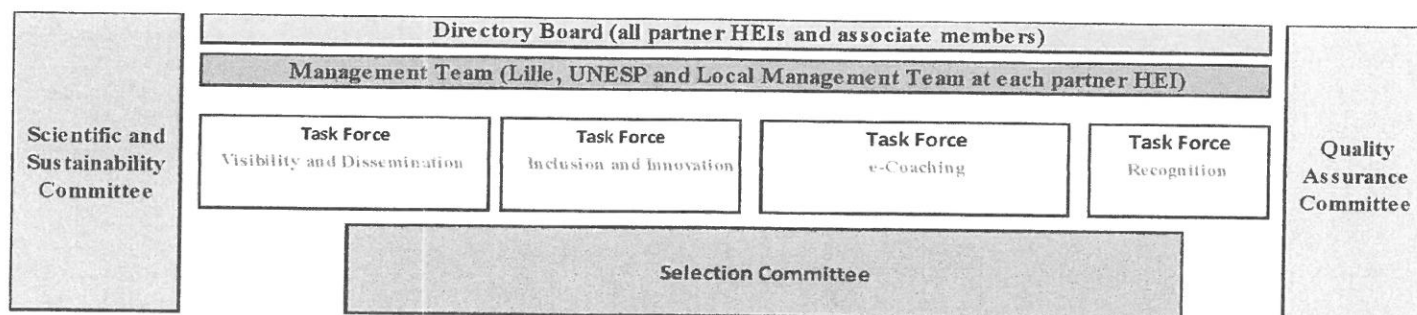 Directory Board (all partner HEIs and associate members)
Management Team (Lille, UNESP and Local Management Team at each partner HEI)
Scientific and
Sustainability
Committee
Task Force
Visibility and Dissemination
Task Force
Inclusion and Innovation
Task Force
e-Coaching
Task Force
Recognition
Quality
Assurance
Committee
Selection Committee